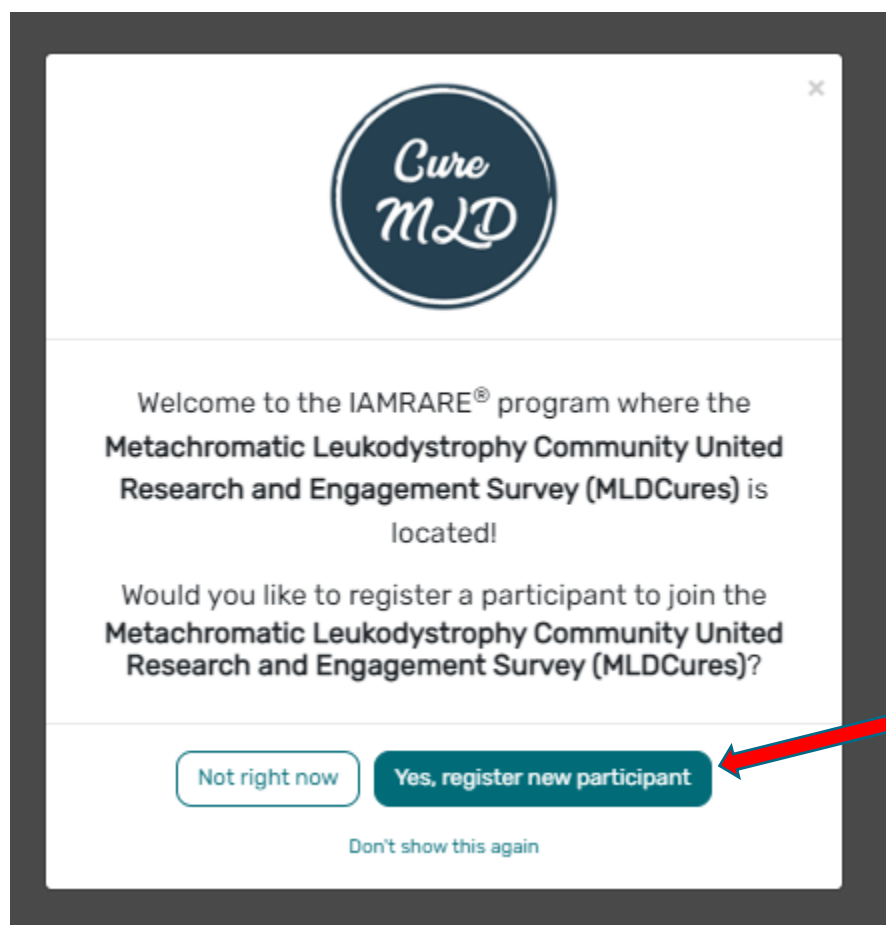 ×
Cure
MLD
Welcome to the IAMRARE® program where the
Metachromatic Leukodystrophy Community United
Research and Engagement Survey (MLDCures) is
located!
Would you like to register a participant to join the
Metachromatic Leukodystrophy Community United
Research and Engagement Survey (MLDCures)?
Not right now
Yes, register new participant
Don't show this again